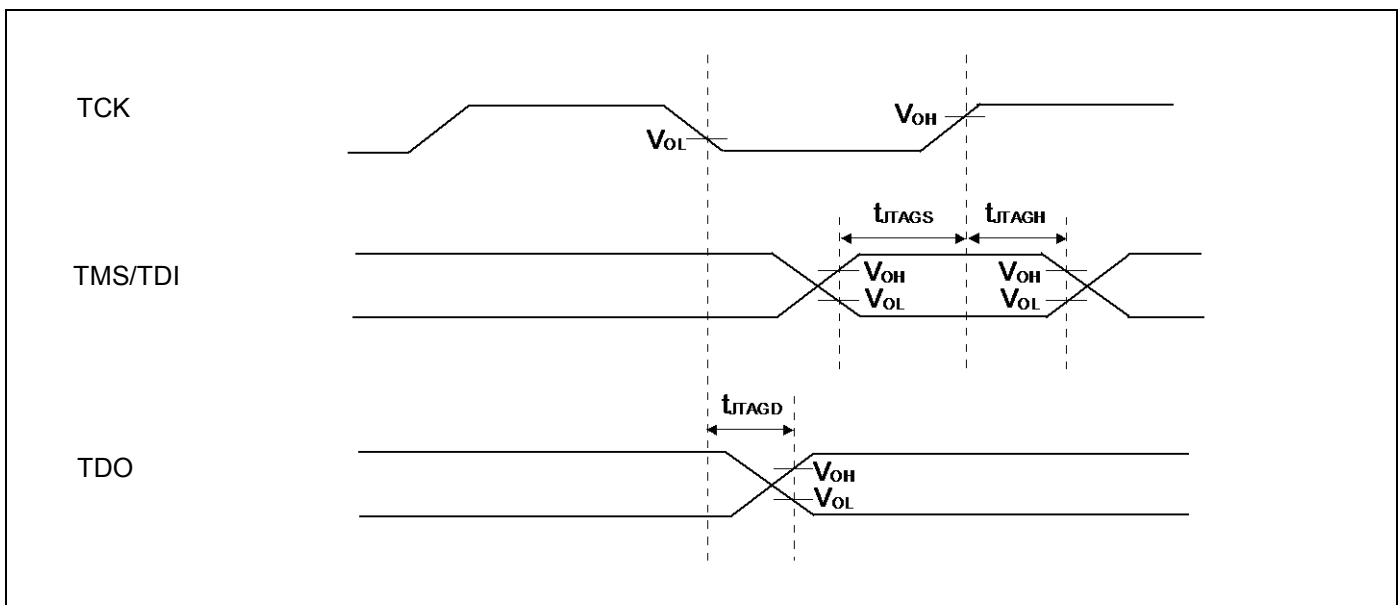 TCK
VOL
VOH
tJTAGS
tJTAGH
TMS/TDI
VOH
VOL
VOH
VOL
tJTAGD
TDO
VOH
VOL